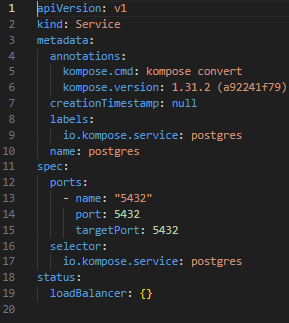 1 apiVersion: v1
2 kind: Service
3 metadata:
4   annotations:
5     kompose.cmd: kompose convert
6     kompose.version: 1.31.2 (a92241f79)
7   creationTimestamp: null
8   labels:
9     io.kompose.service: postgres
10   name: postgres
11 spec:
12   ports:
13     - name: "5432"
14       port: 5432
15       targetPort: 5432
16   selector:
17     io.kompose.service: postgres
18 status:
19   loadBalancer: {}
20